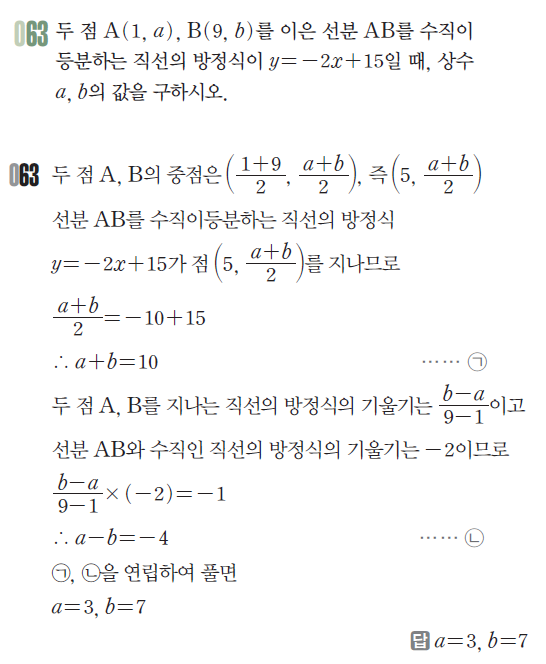 063 두 점 A(1, a), B(9, b)를 이은 선분 AB를 수직이
등분하는 직선의 방정식이 y=-2x+15일 때, 상수
a, b의 값을 구하시오.
063 두 점 A, B의 중점은 (\frac{1+9}{2}, \frac{a+b}{2}), 즉 (5, \frac{a+b}{2})
선분 AB를 수직이등분하는 직선의 방정식
y=-2x+15가 점 (5, \frac{a+b}{2})를 지나므로
\frac{a+b}{2}=-10+15
∴ a+b=10 …… ㉠
두 점 A, B를 지나는 직선의 방정식의 기울기는 \frac{b-a}{9-1}이고
선분 AB와 수직인 직선의 방정식의 기울기는 -2이므로
\frac{b-a}{9-1}×(-2)=-1
∴ a-b=-4 …… ㉡
㉠, ㉡을 연립하여 풀면
a=3, b=7
답 a=3, b=7